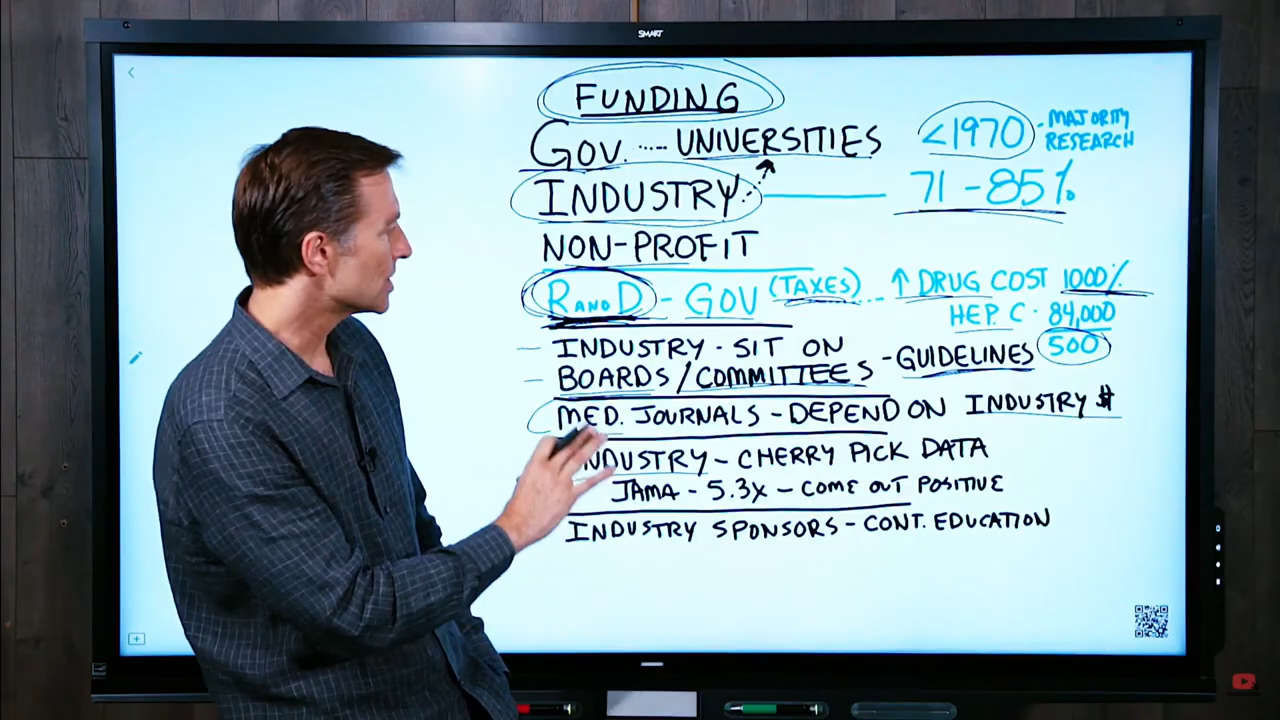 SMART
FUNDING
GOV. ..... UNIVERSITIES
<1970 - MAJORITY RESEARCH
INDUSTRY 71-85%
NON-PROFIT
R AND D - GOV (TAXES) ... ↑ DRUG COST 1000%
HEP. C - 84,000
500
- INDUSTRY - SIT ON
- BOARDS/COMMITTEES - GUIDELINES
MED. JOURNALS - DEPEND ON INDUSTRY $
INDUSTRY - CHERRY PICK DATA
JAMA - 5.3X - COME OUT POSITIVE
INDUSTRY SPONSORS - CONT. EDUCATION